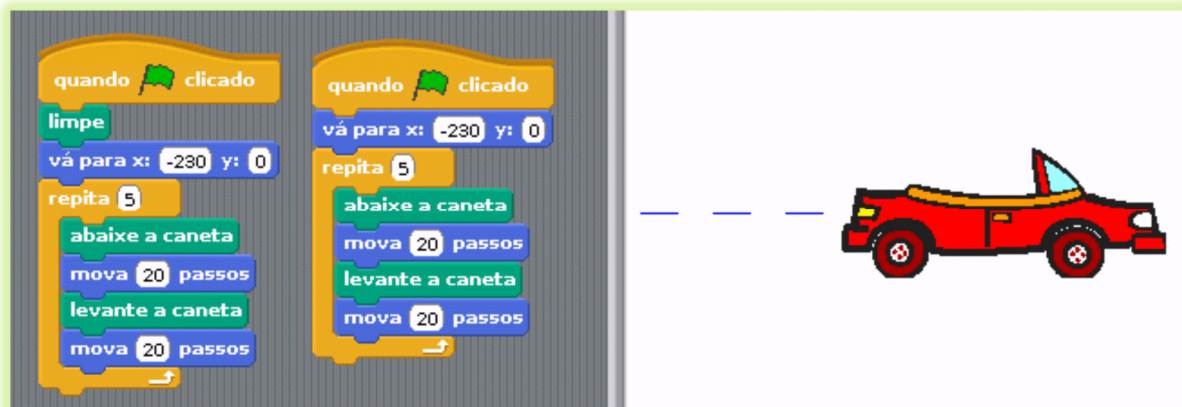 quando clicado
limpe
vá para x: -230 y: 0
repita 5
abaixe a caneta
mova 20 passos
levante a caneta
mova 20 passos
quando clicado
vá para x: -230 y: 0
repita 5
abaixe a caneta
mova 20 passos
levante a caneta
mova 20 passos